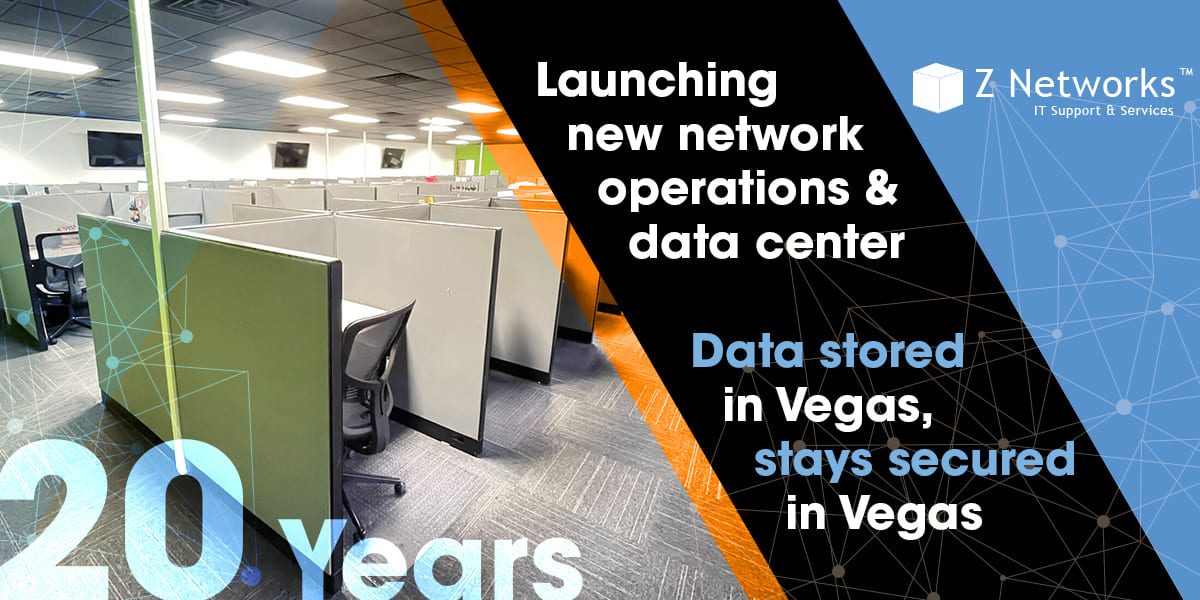 Launching
new network
operations &
data center
Z Networks™
IT Support & Services
Data stored
in Vegas,
stays secured
in Vegas
20 Years